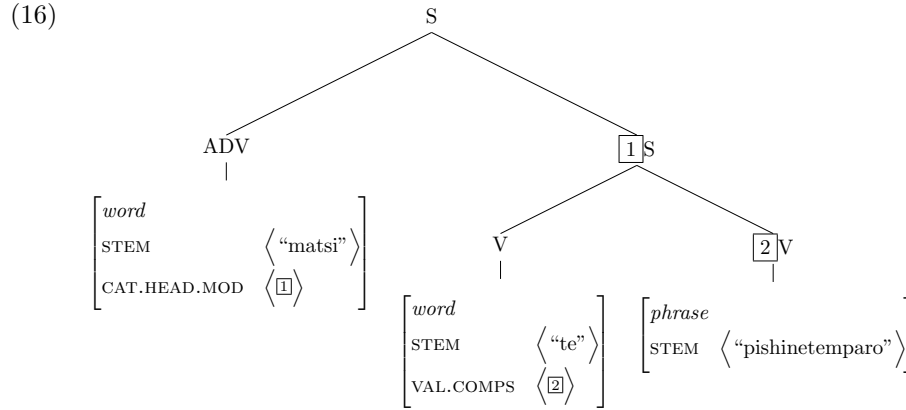 (16)
S
ADV
1 S
word
STEM ⟨ “matsi” ⟩
CAT.HEAD.MOD ⟨ 1 ⟩
V
2 V
word
STEM ⟨ “te” ⟩
VAL.COMPS ⟨ 2 ⟩
phrase
STEM ⟨ “pishinetemparo” ⟩